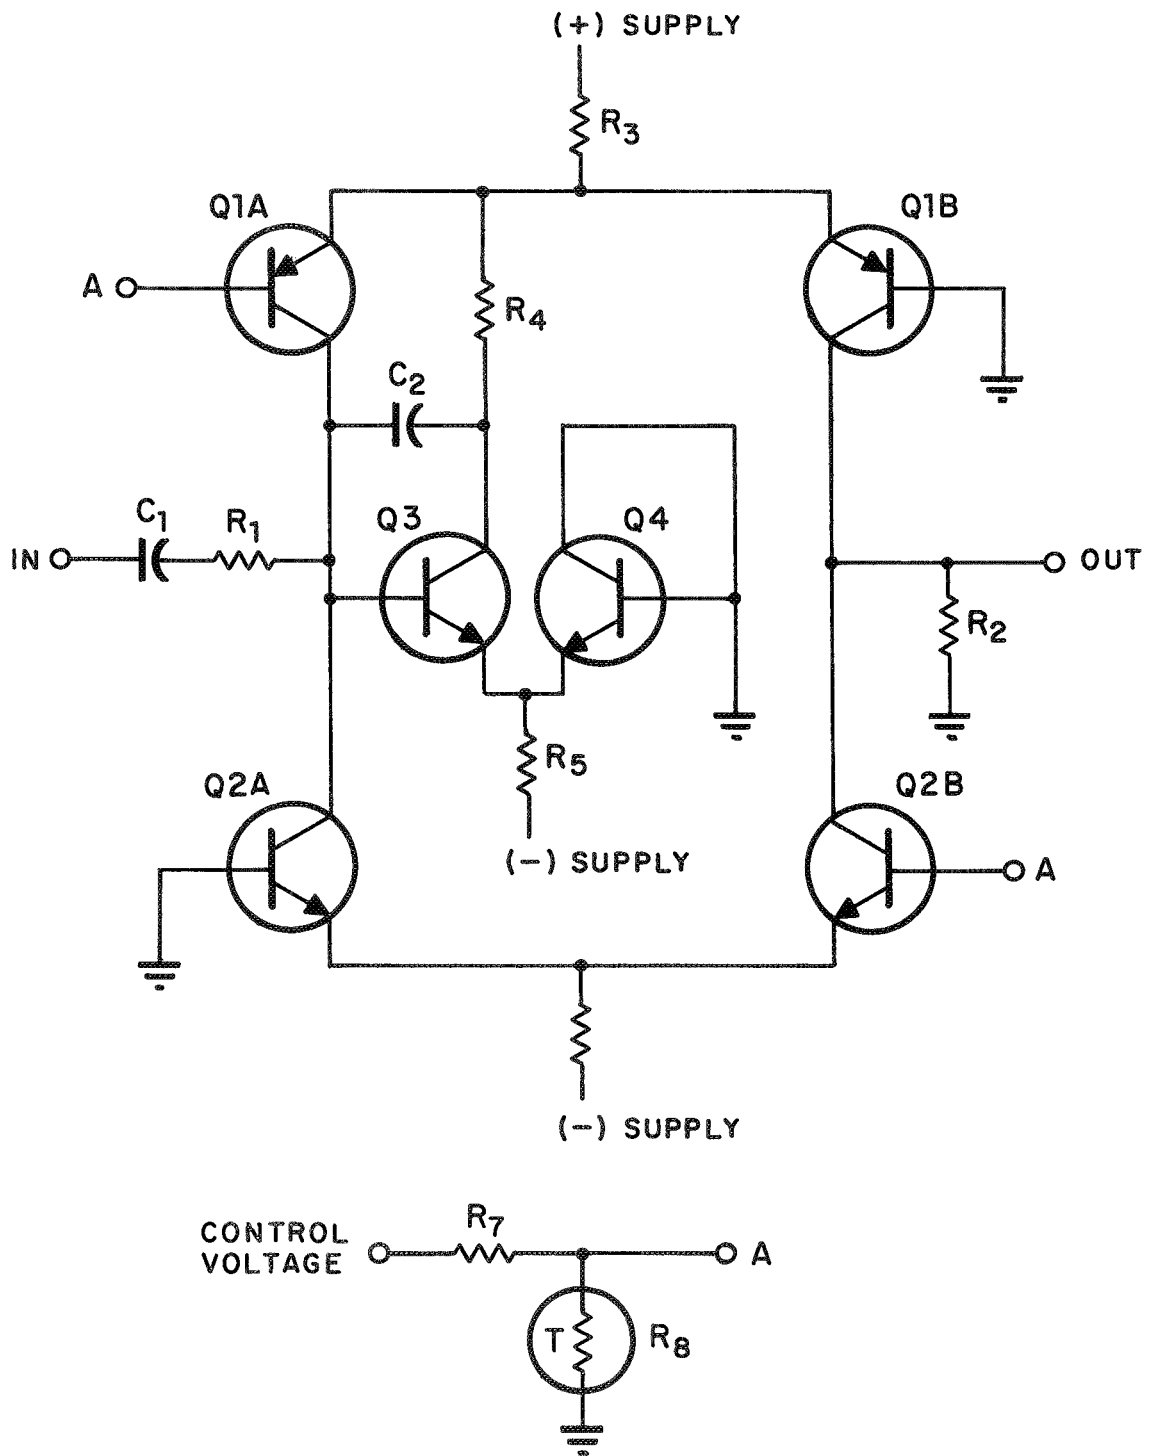 (+) SUPPLY
R3
Q1A
Q1B
A
R4
C2
C1
R1
Q3
Q4
IN
OUT
R2
R5
Q2A
Q2B
(-) SUPPLY
A
(-) SUPPLY
R7
CONTROL
VOLTAGE
A
T
R8